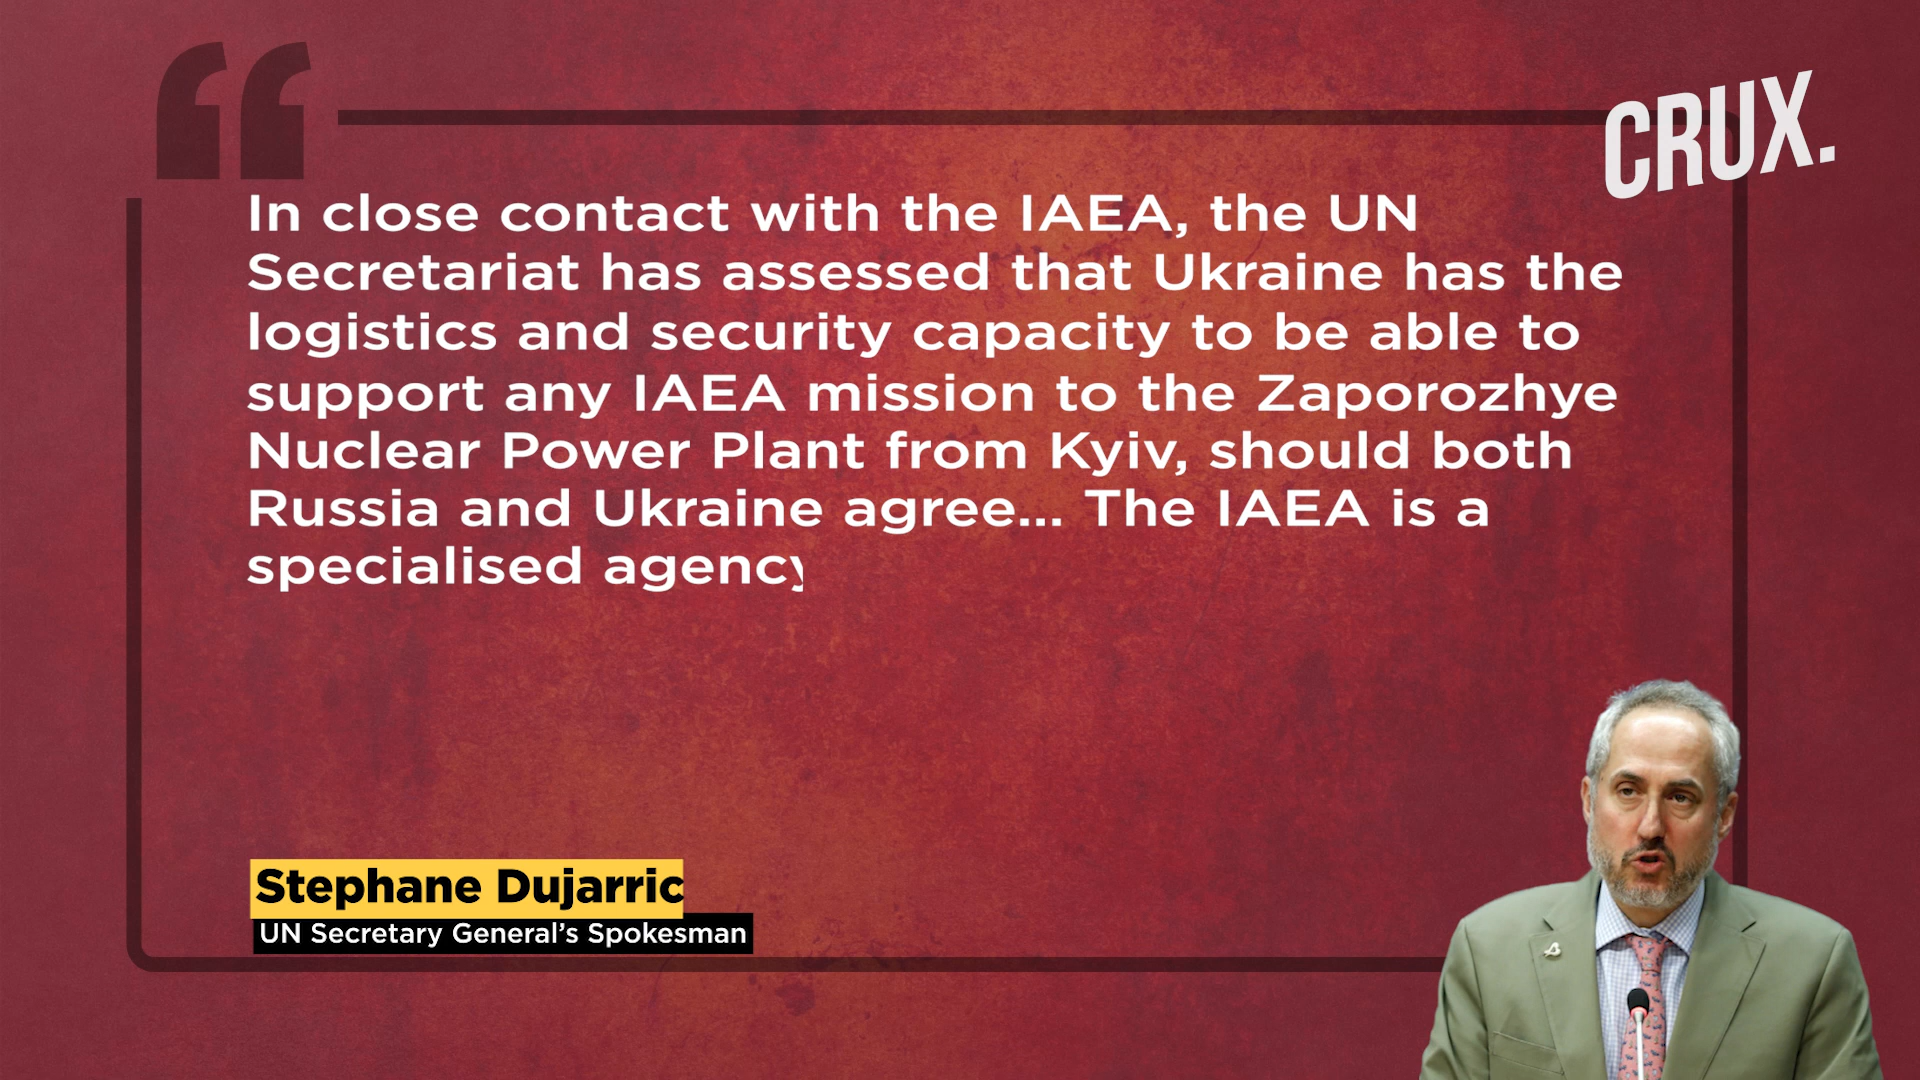 CRUX.
In close contact with the IAEA, the UN
Secretariat has assessed that Ukraine has the
logistics and security capacity to be able to
support any IAEA mission to the Zaporozhye
Nuclear Power Plant from Kyiv, should both
Russia and Ukraine agree... The IAEA is a
specialised agency
Stephane Dujarric
UN Secretary General's Spokesman